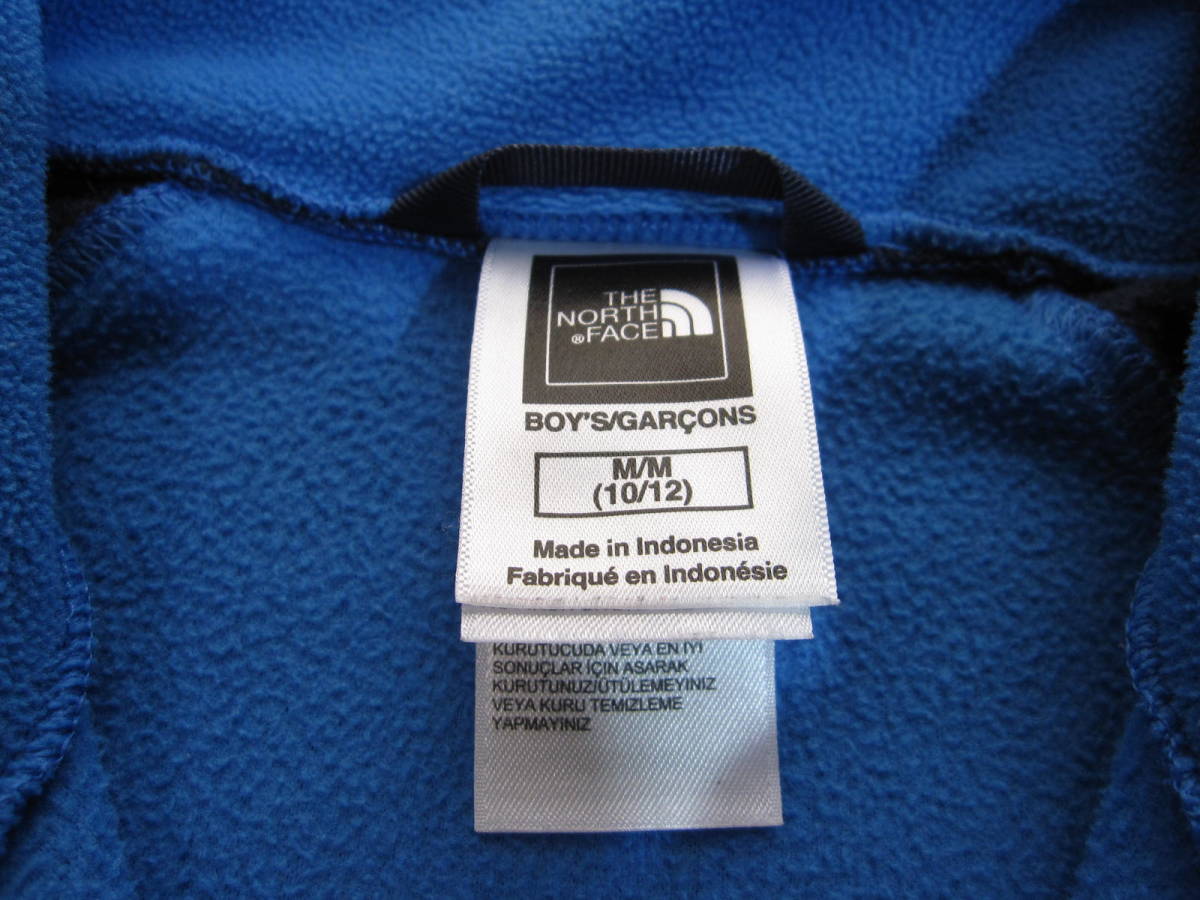 THE
NORTH
®FACE
BOY'S/GARÇONS
M/M
(10/12)
Made in Indonesia
Fabriqué en Indonésie
KURUTUCUDA VEYA EN IYI
SONUÇLAR IÇIN ASARAK
KURUTUNUZ/ÜTÜLEMEYINIZ
VEYA KURU TEMIZLEME
YAPMAYINIZ